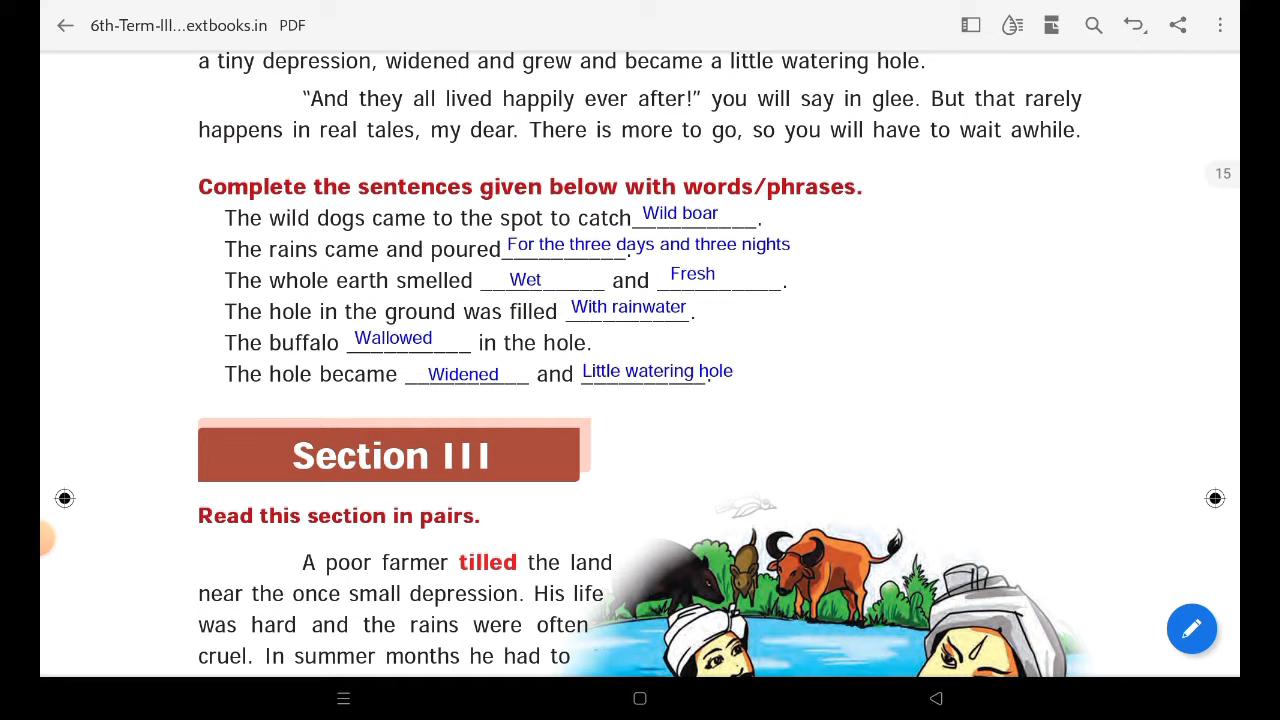 6th-Term-III...extbooks.in PDF
a tiny depression, widened and grew and became a little watering hole.
“And they all lived happily ever after!” you will say in glee. But that rarely
happens in real tales, my dear. There is more to go, so you will have to wait awhile.
15
Complete the sentences given below with words/phrases.
The wild dogs came to the spot to catch Wild boar.
The rains came and poured For the three days and three nights.
The whole earth smelled Wet and Fresh.
The hole in the ground was filled With rainwater.
The buffalo Wallowed in the hole.
The hole became Widened and Little watering hole.
Section III
Read this section in pairs.
A poor farmer tilled the land
near the once small depression. His life
was hard and the rains were often
cruel. In summer months he had to